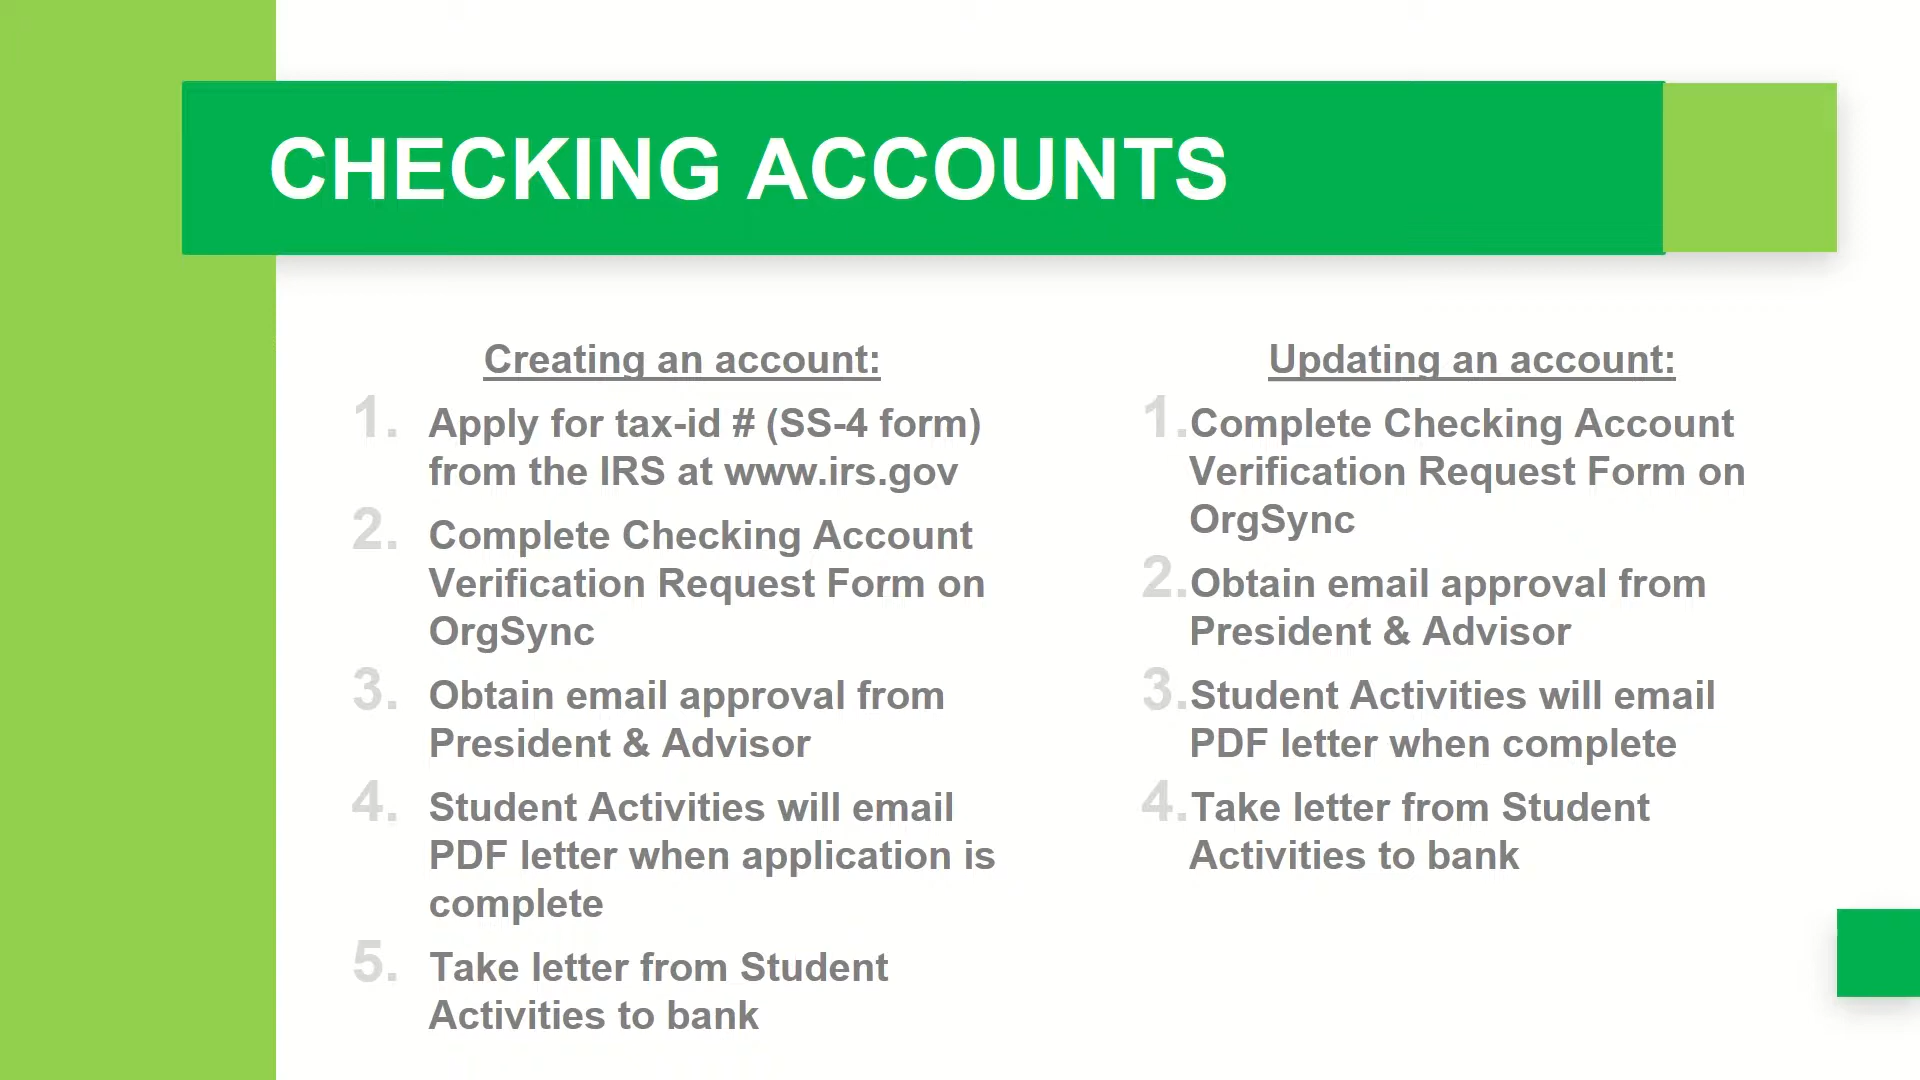 CHECKING ACCOUNTS
Creating an account:
1. Apply for tax-id # (SS-4 form)
from the IRS at www.irs.gov
2. Complete Checking Account
Verification Request Form on
OrgSync
3. Obtain email approval from
President & Advisor
4. Student Activities will email
PDF letter when application is
complete
5. Take letter from Student
Activities to bank
Updating an account:
1. Complete Checking Account
Verification Request Form on
OrgSync
2. Obtain email approval from
President & Advisor
3. Student Activities will email
PDF letter when complete
4. Take letter from Student
Activities to bank